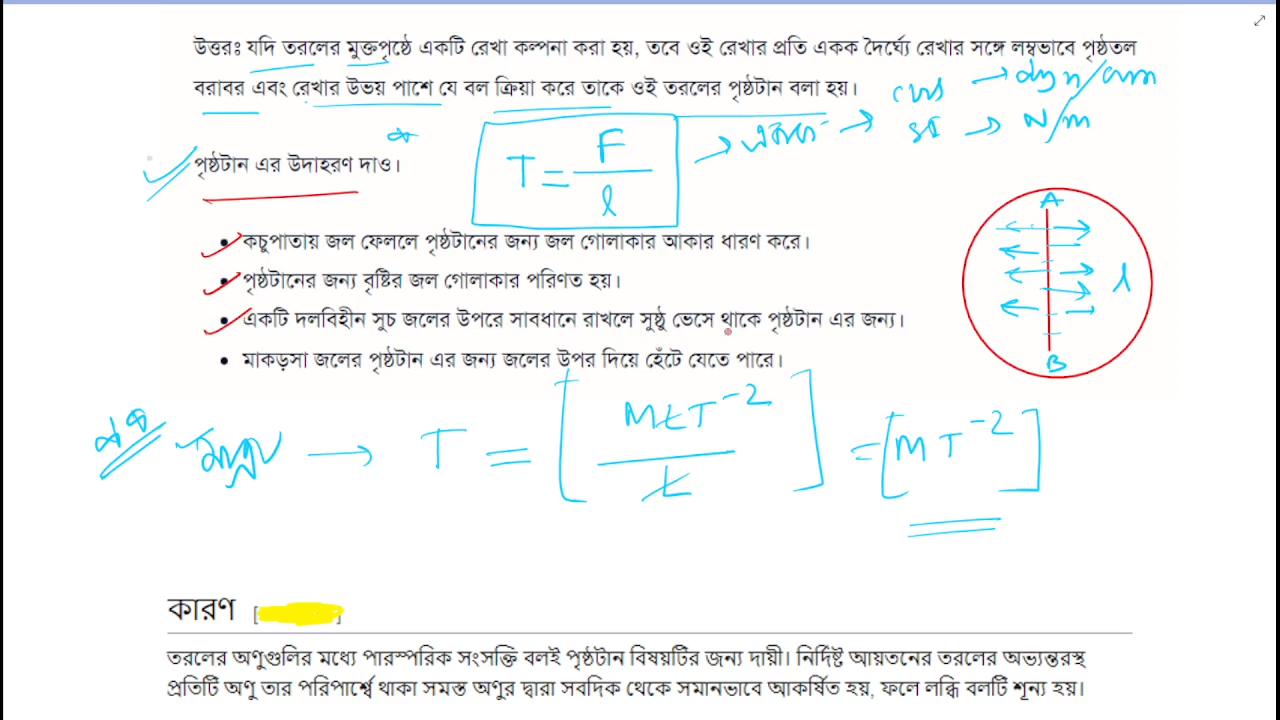 উত্তরঃ যদি তরলের মুক্তপৃষ্ঠে একটি রেখা কল্পনা করা হয়, তবে ওই রেখার প্রতি একক দৈর্ঘ্যে রেখার সঙ্গে লম্বভাবে পৃষ্ঠতল
বরাবর এবং রেখার উভয় পাশে যে বল ক্রিয়া করে তাকে ওই তরলের পৃষ্ঠটান বলা হয়।
→ একক → CGS → dyn/cm
SI → N/m
T = F/l
পৃষ্ঠটান এর উদাহরণ দাও।
• কচুপাতায় জল ফেললে পৃষ্ঠটানের জন্য জল গোলাকার আকার ধারণ করে।
• পৃষ্ঠটানের জন্য বৃষ্টির জল গোলাকার পরিণত হয়।
• একটি দলবিহীন সুচ জলের উপরে সাবধানে রাখলে সুষ্ঠু ভেসে থাকে পৃষ্ঠটান এর জন্য।
• মাকড়সা জলের পৃষ্ঠটান এর জন্য জলের উপর দিয়ে হেঁটে যেতে পারে।
A
l
B
মাত্রা → T = [MLT⁻²/L] = [MT⁻²]
কারণ [ ]
তরলের অণুগুলির মধ্যে পারস্পরিক সংসক্তি বলই পৃষ্ঠটান বিষয়টির জন্য দায়ী। নির্দিষ্ট আয়তনের তরলের অভ্যন্তরস্থ
প্রতিটি অণু তার পরিপার্শ্বে থাকা সমস্ত অণুর দ্বারা সবদিক থেকে সমানভাবে আকর্ষিত হয়, ফলে লব্ধি বলটি শূন্য হয়।